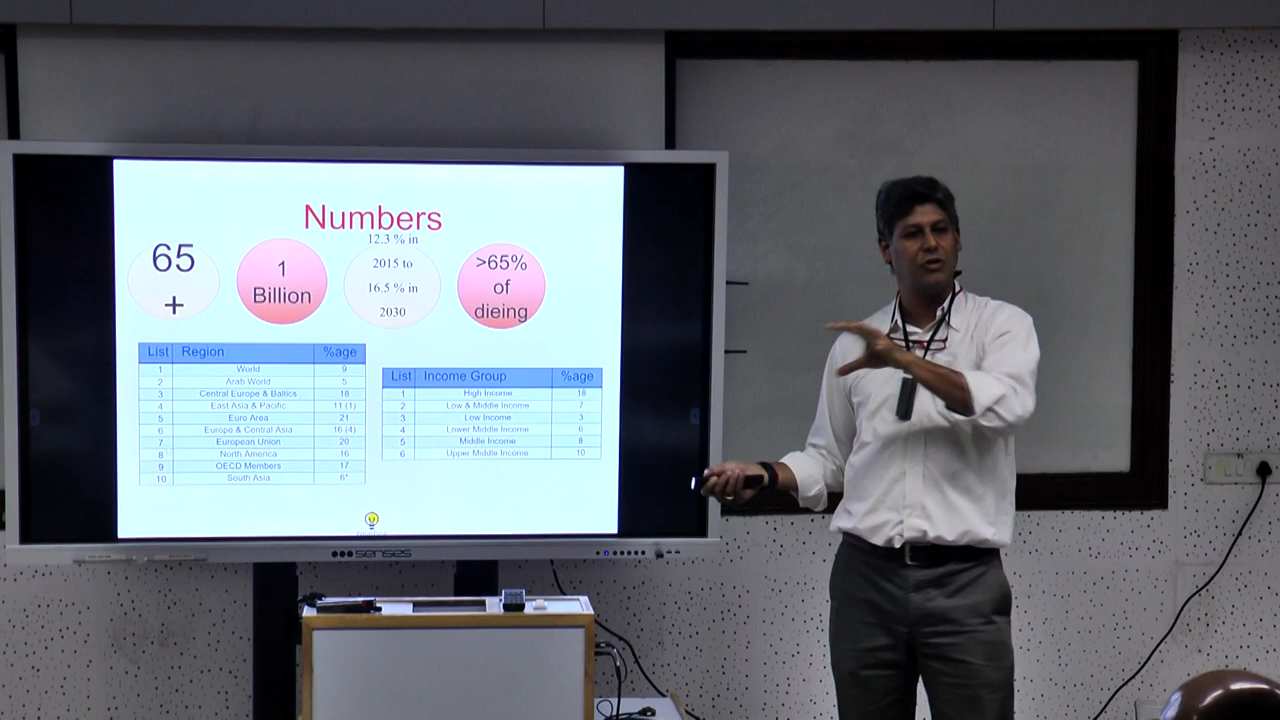 Numbers
65
+
1
Billion
12.3 % in
2015 to
16.5 % in
2030
>65%
of
dieing
List Region %age
1 World 9
2 Arab World 5
3 Central Europe & Baltics 18
4 East Asia & Pacific 11 (1)
5 Euro Area 21
6 Europe & Central Asia 16 (4)
7 European Union 20
8 North America 16
9 OECD Members 17
10 South Asia 6*
List Income Group %age
1 High Income 18
2 Low & Middle Income 7
3 Low Income 3
4 Lower Middle Income 6
5 Middle Income 8
6 Upper Middle Income 10
senses